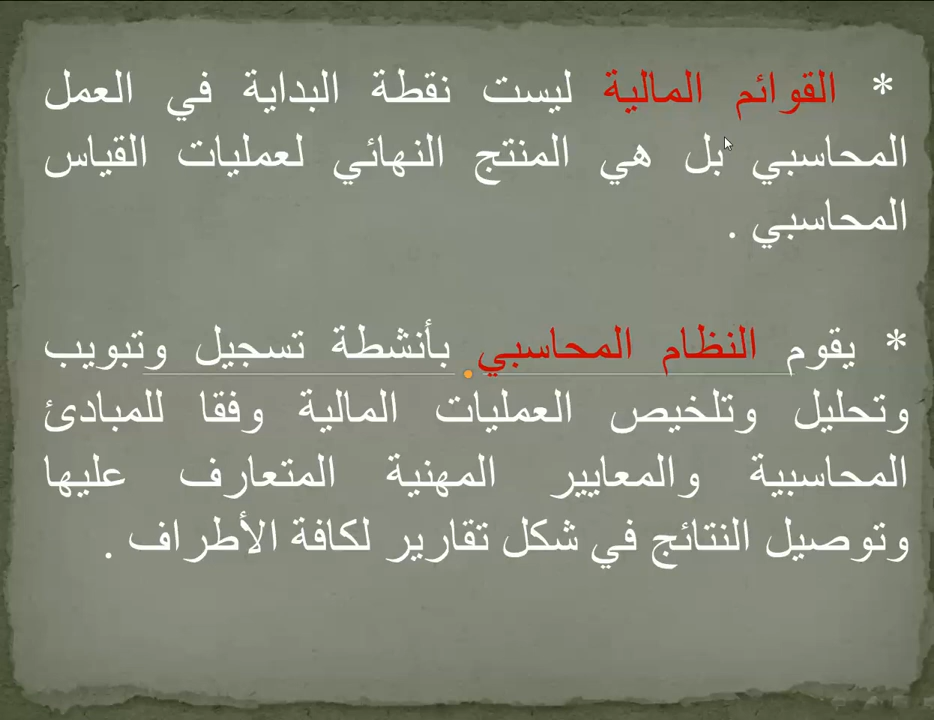 * القوائم المالية ليست نقطة البداية في العمل
المحاسبي بل هي المنتج النهائي لعمليات القياس
المحاسبي .
* يقوم النظام المحاسبي بأنشطة تسجيل وتبويب
وتحليل وتلخيص العمليات المالية وفقا للمبادئ
المحاسبية والمعايير المهنية المتعارف عليها
وتوصيل النتائج في شكل تقارير لكافة الأطراف .